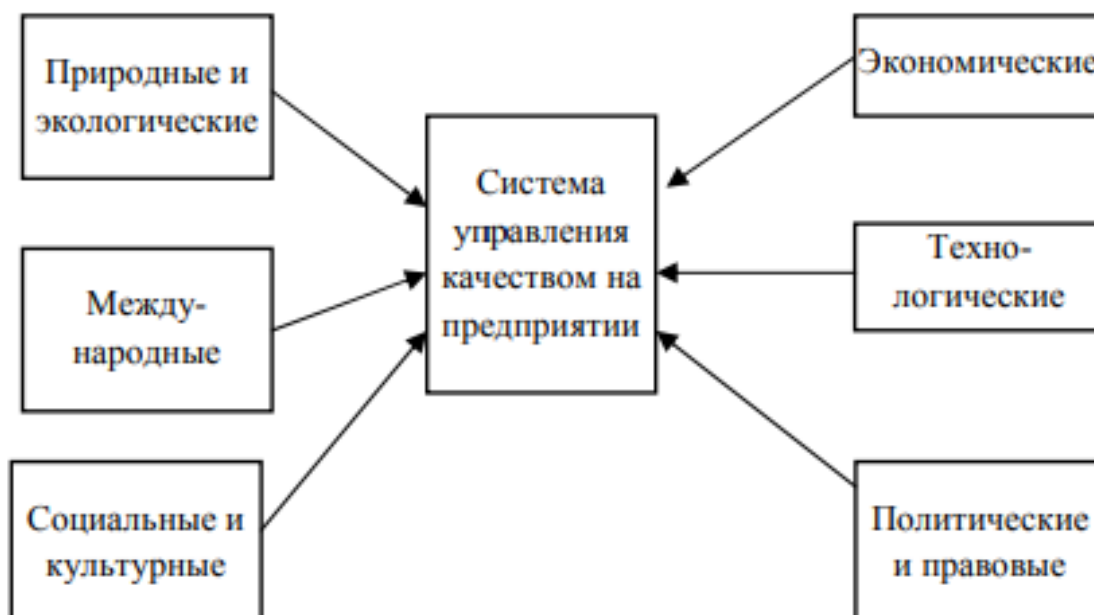 Природные и
экологические
Между-
народные
Социальные и
культурные
Система
управления
качеством на
предприятии
Экономические
Техно-
логические
Политические
и правовые